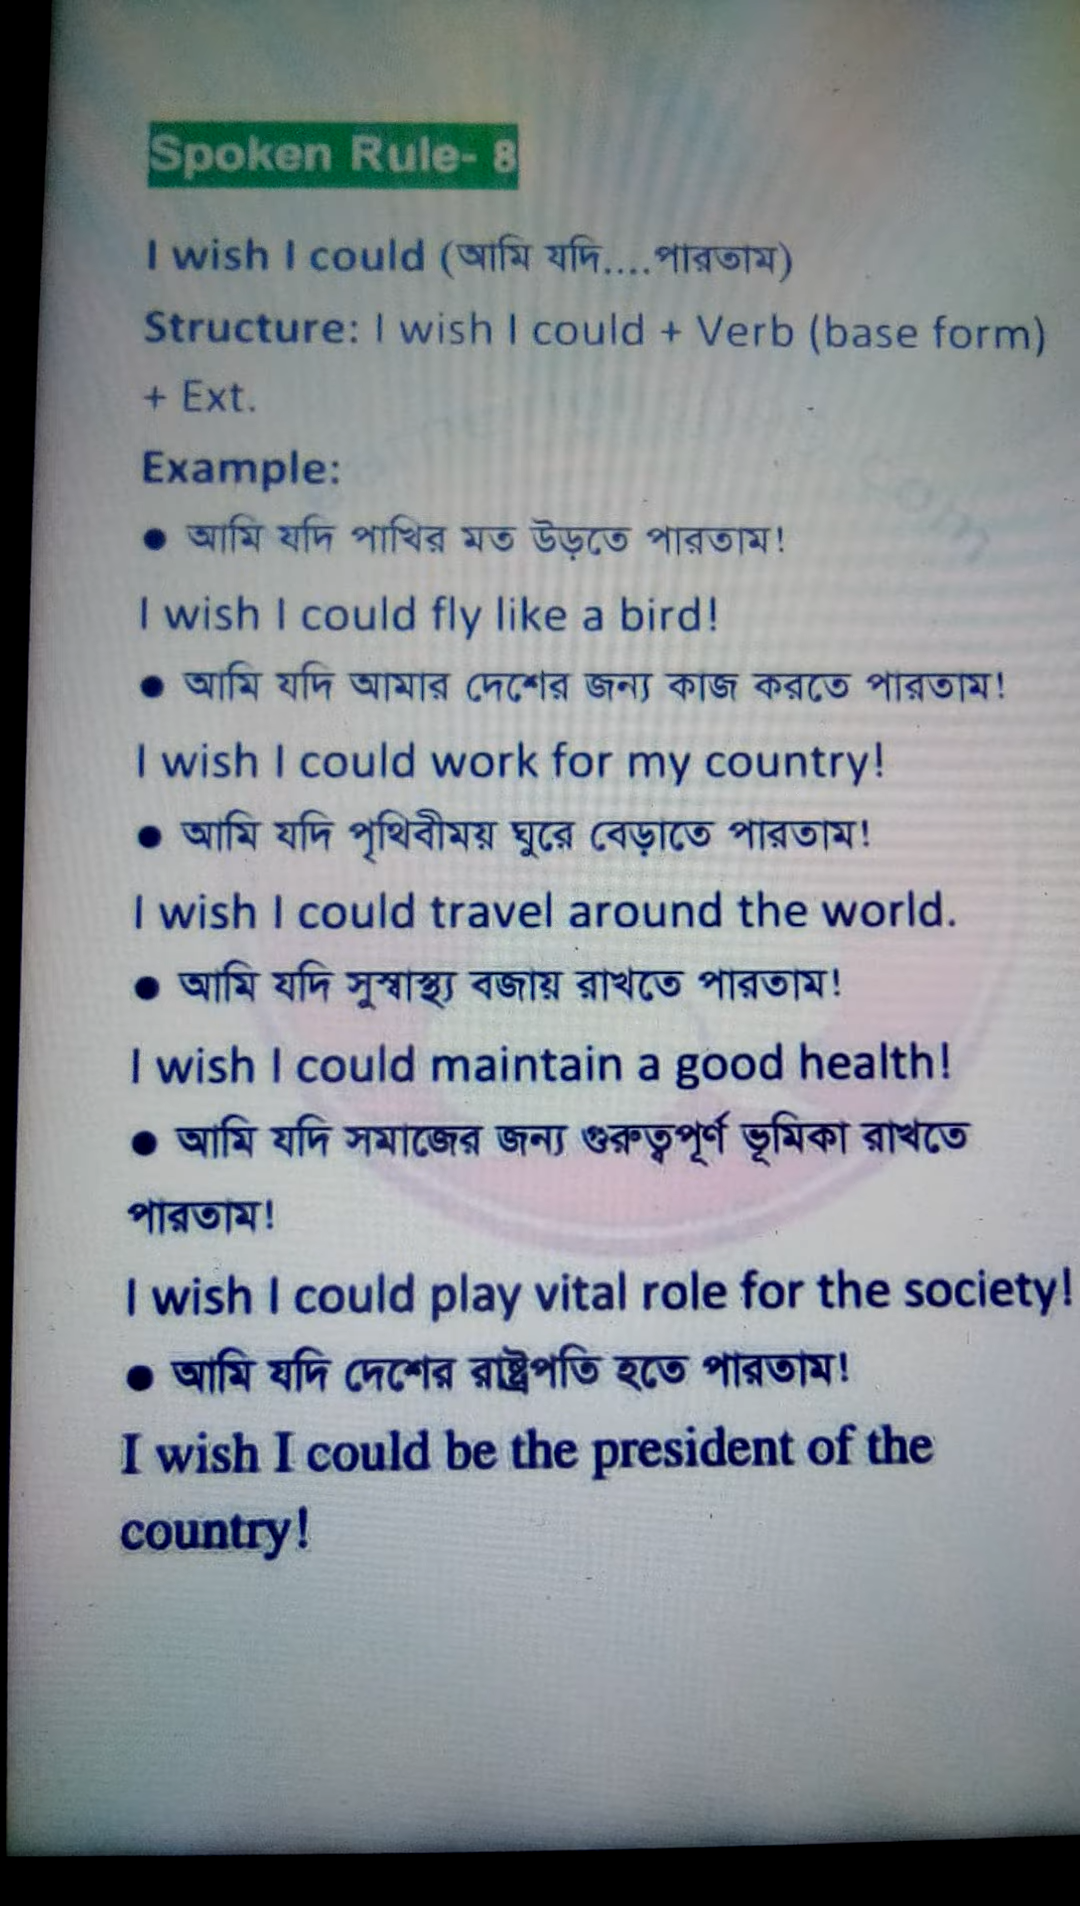 Spoken Rule- 8
I wish I could (আমি যদি....পারতাম)
Structure: I wish I could + Verb (base form)
+ Ext.
Example:
● আমি যদি পাখির মত উড়তে পারতাম!
I wish I could fly like a bird!
● আমি যদি আমার দেশের জন্য কাজ করতে পারতাম!
I wish I could work for my country!
● আমি যদি পৃথিবীময় ঘুরে বেড়াতে পারতাম!
I wish I could travel around the world.
● আমি যদি সুস্বাস্থ্য বজায় রাখতে পারতাম!
I wish I could maintain a good health!
● আমি যদি সমাজের জন্য গুরুত্বপূর্ণ ভূমিকা রাখতে
পারতাম!
I wish I could play vital role for the society!
● আমি যদি দেশের রাষ্ট্রপতি হতে পারতাম!
I wish I could be the president of the
country!